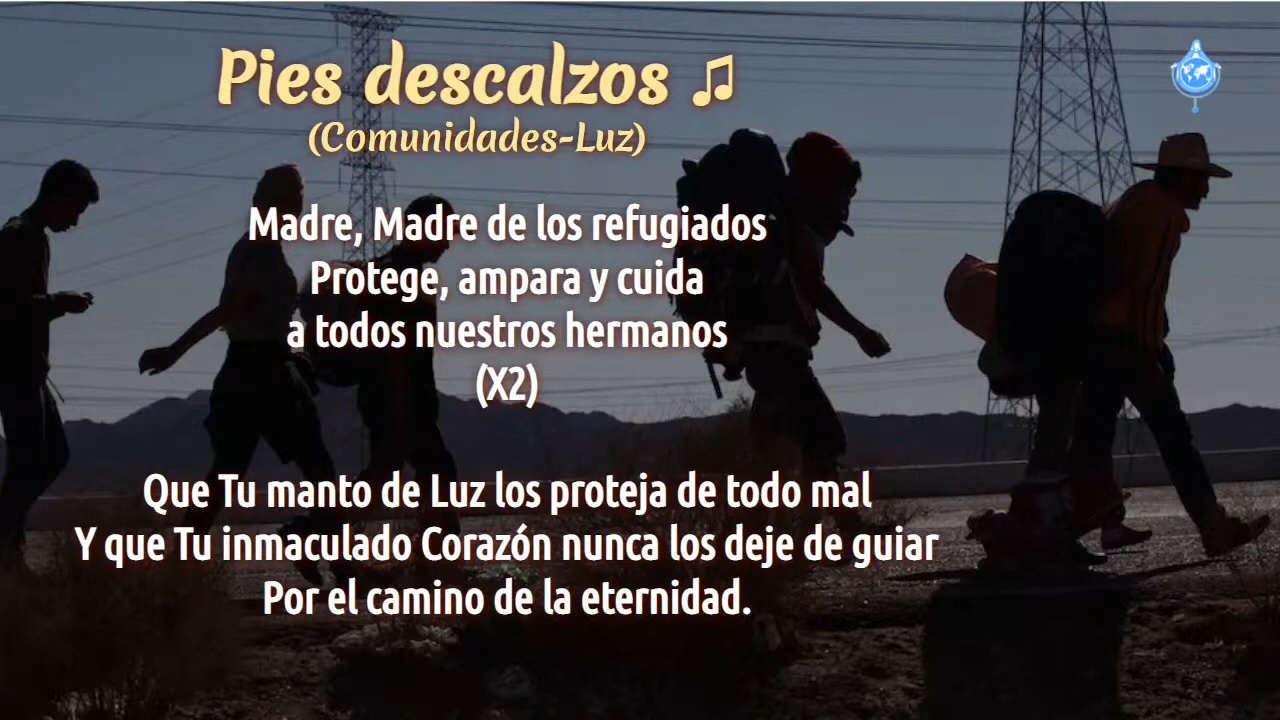 Pies descalzos ♫
(Comunidades-Luz)
Madre, Madre de los refugiados
Protege, ampara y cuida
a todos nuestros hermanos
(X2)
Que Tu manto de Luz los proteja de todo mal
Y que Tu inmaculado Corazón nunca los deje de guiar
Por el camino de la eternidad.